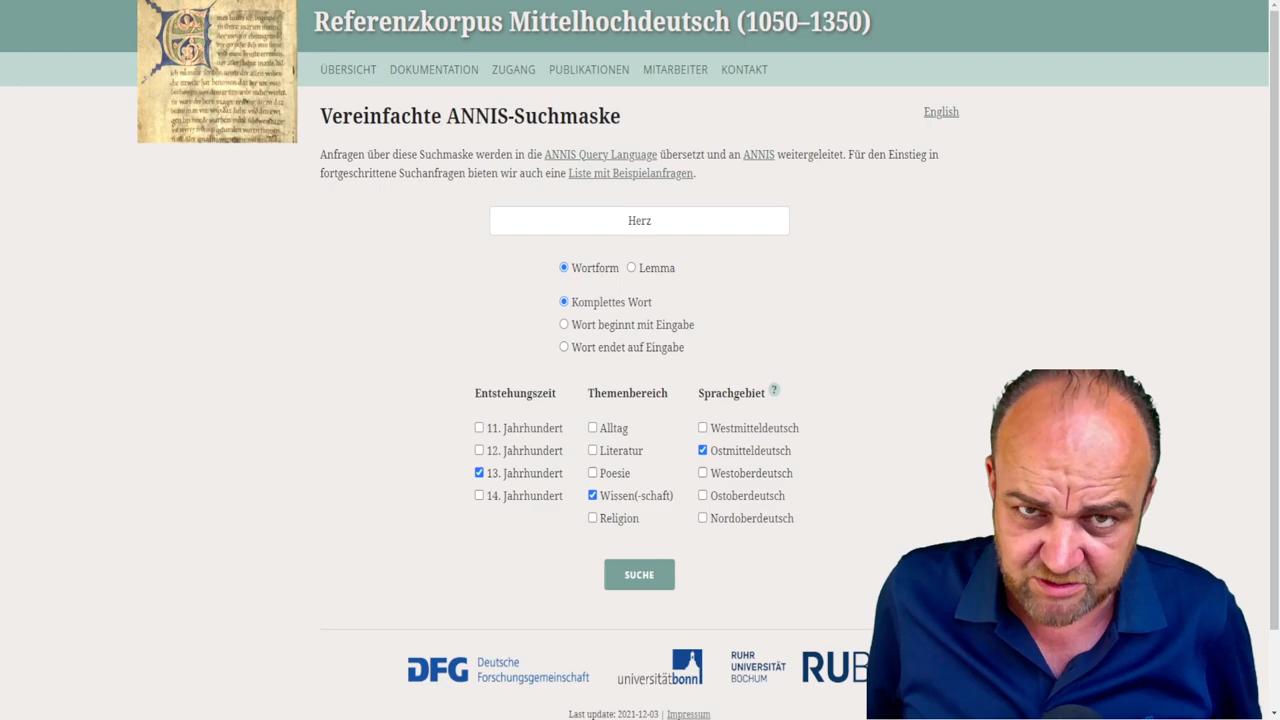 Referenzkorpus Mittelhochdeutsch (1050–1350)
ÜBERSICHT DOKUMENTATION ZUGANG PUBLIKATIONEN MITARBEITER KONTAKT
Vereinfachte ANNIS-Suchmaske
English
Anfragen über diese Suchmaske werden in die ANNIS Query Language übersetzt und an ANNIS weitergeleitet. Für den Einstieg in
fortgeschrittene Suchanfragen bieten wir auch eine Liste mit Beispielanfragen.
Herz
Wortform Lemma
Komplettes Wort
Wort beginnt mit Eingabe
Wort endet auf Eingabe
Entstehungszeit Themenbereich Sprachgebiet ?
11. Jahrhundert Alltag Westmitteldeutsch
12. Jahrhundert Literatur Ostmitteldeutsch
13. Jahrhundert Poesie Westoberdeutsch
14. Jahrhundert Wissen(-schaft) Ostoberdeutsch
Religion Nordoberdeutsch
SUCHE
DFG Deutsche
Forschungsgemeinschaft
universitätbonn
RUHR
UNIVERSITÄT
BOCHUM
RUB
Last update: 2021-12-03 | Impressum